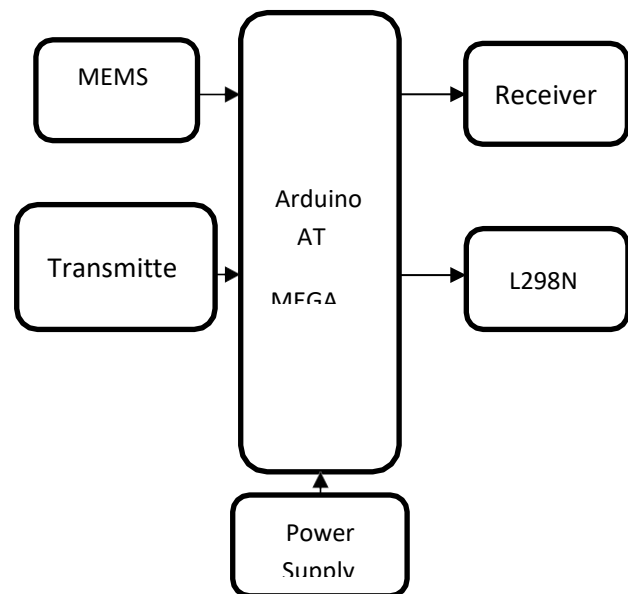 MEMS
Transmitte
Arduino
AT
MEGA
Receiver
L298N
Power
Supply